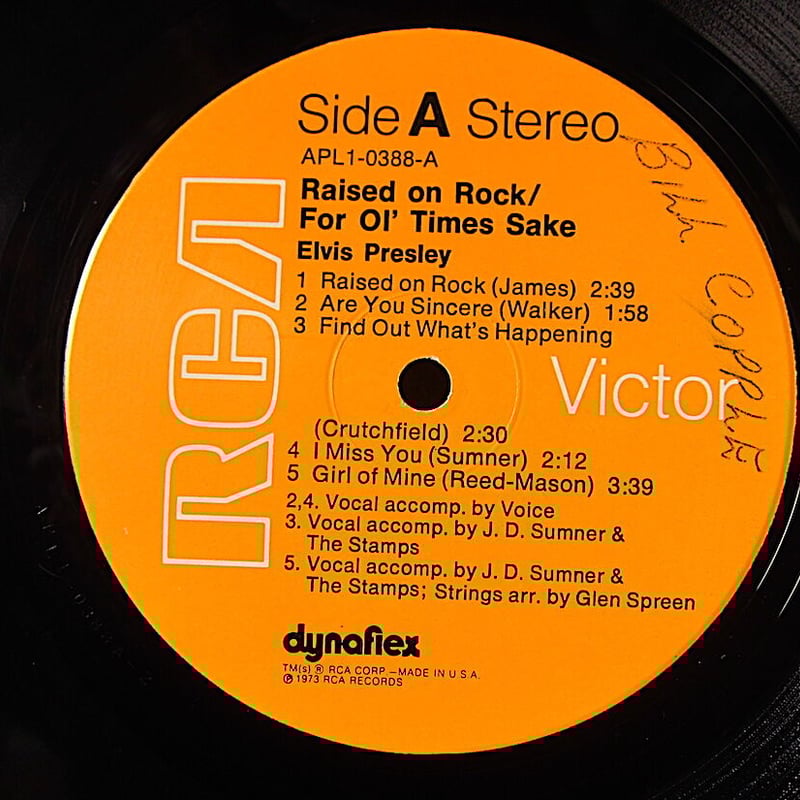 Side A Stereo
APL1-0388-A
Raised on Rock/
For Ol' Times Sake
Elvis Presley
1 Raised on Rock (James) 2:39
2 Are You Sincere (Walker) 1:58
3 Find Out What's Happening
(Crutchfield) 2:30
4 I Miss You (Sumner) 2:12
5 Girl of Mine (Reed-Mason) 3:39
2,4. Vocal accomp. by Voice
3. Vocal accomp. by J. D. Sumner &
The Stamps
5. Vocal accomp. by J. D. Sumner &
The Stamps; Strings arr. by Glen Spreen
dynaflex
TM(s) ® RCA CORP.—MADE IN U.S.A.
℗ 1973 RCA RECORDS
RCA
Victor